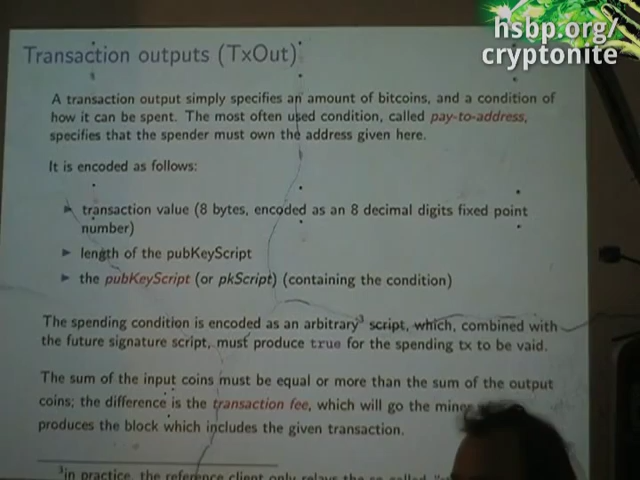 hsbp.org/
cryptonite
Transaction outputs (TxOut)
A transaction output simply specifies an amount of bitcoins, and a condition of
how it can be spent. The most often used condition, called pay-to-address,
specifies that the spender must own the address given here.
It is encoded as follows:
transaction value (8 bytes, encoded as an 8 decimal digits fixed point
number)
length of the pubKeyScript
the pubKeyScript (or pkScript) (containing the condition)
The spending condition is encoded as an arbitrary³ script, which, combined with
the future signature script, must produce true for the spending tx to be vaid.
The sum of the input coins must be equal or more than the sum of the output
coins; the difference is the transaction fee, which will go the miner
produces the block which includes the given transaction.
³in practice, the reference client only relays the so called